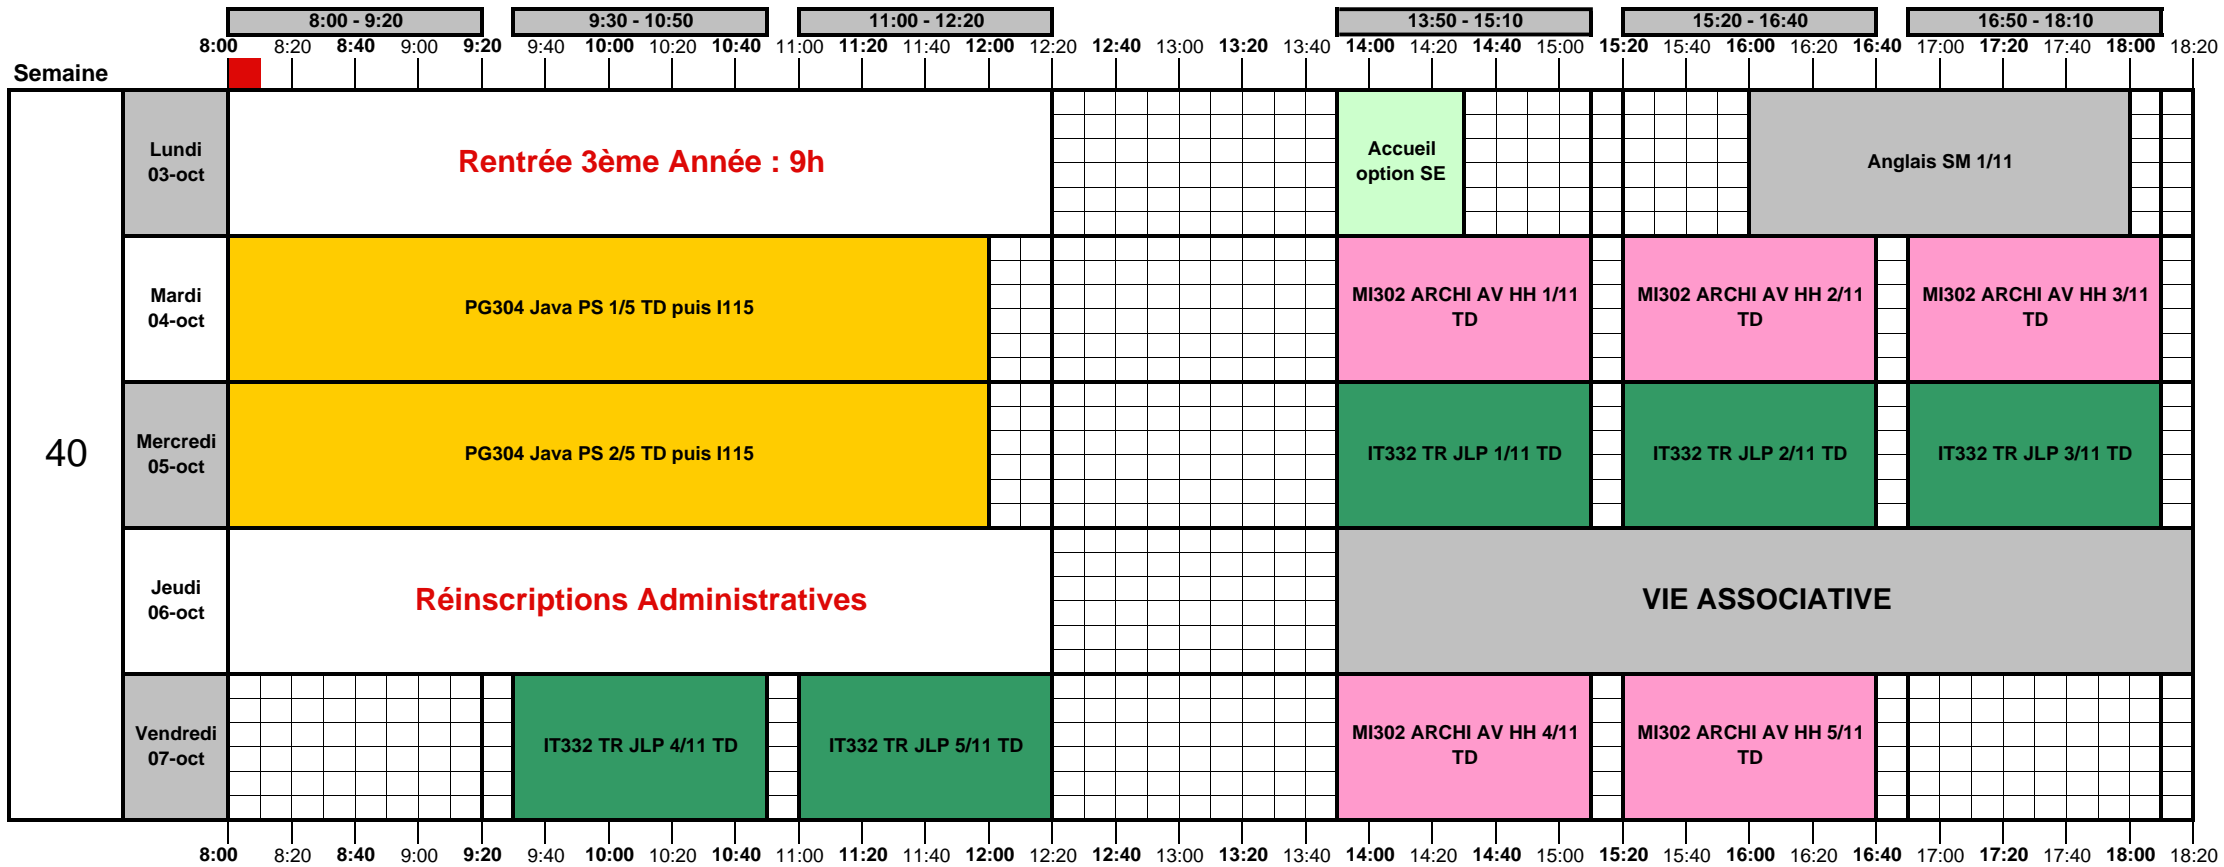 8:00 - 9:20 9:30 - 10:50 11:00 - 12:20 13:50 - 15:10 15:20 - 16:40 16:50 - 18:10
8:00 8:20 8:40 9:00 9:20 9:40 10:00 10:20 10:40 11:00 11:20 11:40 12:00 12:20 12:40 13:00 13:20 13:40 14:00 14:20 14:40 15:00 15:20 15:40 16:00 16:20 16:40 17:00 17:20 17:40 18:00 18:20
Semaine
40
Lundi
03-oct
Rentrée 3ème Année : 9h
Accueil
option SE
Anglais SM 1/11
Mardi
04-oct
PG304 Java PS 1/5 TD puis I115
MI302 ARCHI AV HH 1/11
TD
MI302 ARCHI AV HH 2/11
TD
MI302 ARCHI AV HH 3/11
TD
Mercredi
05-oct
PG304 Java PS 2/5 TD puis I115
IT332 TR JLP 1/11 TD
IT332 TR JLP 2/11 TD
IT332 TR JLP 3/11 TD
Jeudi
06-oct
Réinscriptions Administratives
VIE ASSOCIATIVE
Vendredi
07-oct
IT332 TR JLP 4/11 TD
IT332 TR JLP 5/11 TD
MI302 ARCHI AV HH 4/11
TD
MI302 ARCHI AV HH 5/11
TD
8:00 8:20 8:40 9:00 9:20 9:40 10:00 10:20 10:40 11:00 11:20 11:40 12:00 12:20 12:40 13:00 13:20 13:40 14:00 14:20 14:40 15:00 15:20 15:40 16:00 16:20 16:40 17:00 17:20 17:40 18:00 18:20